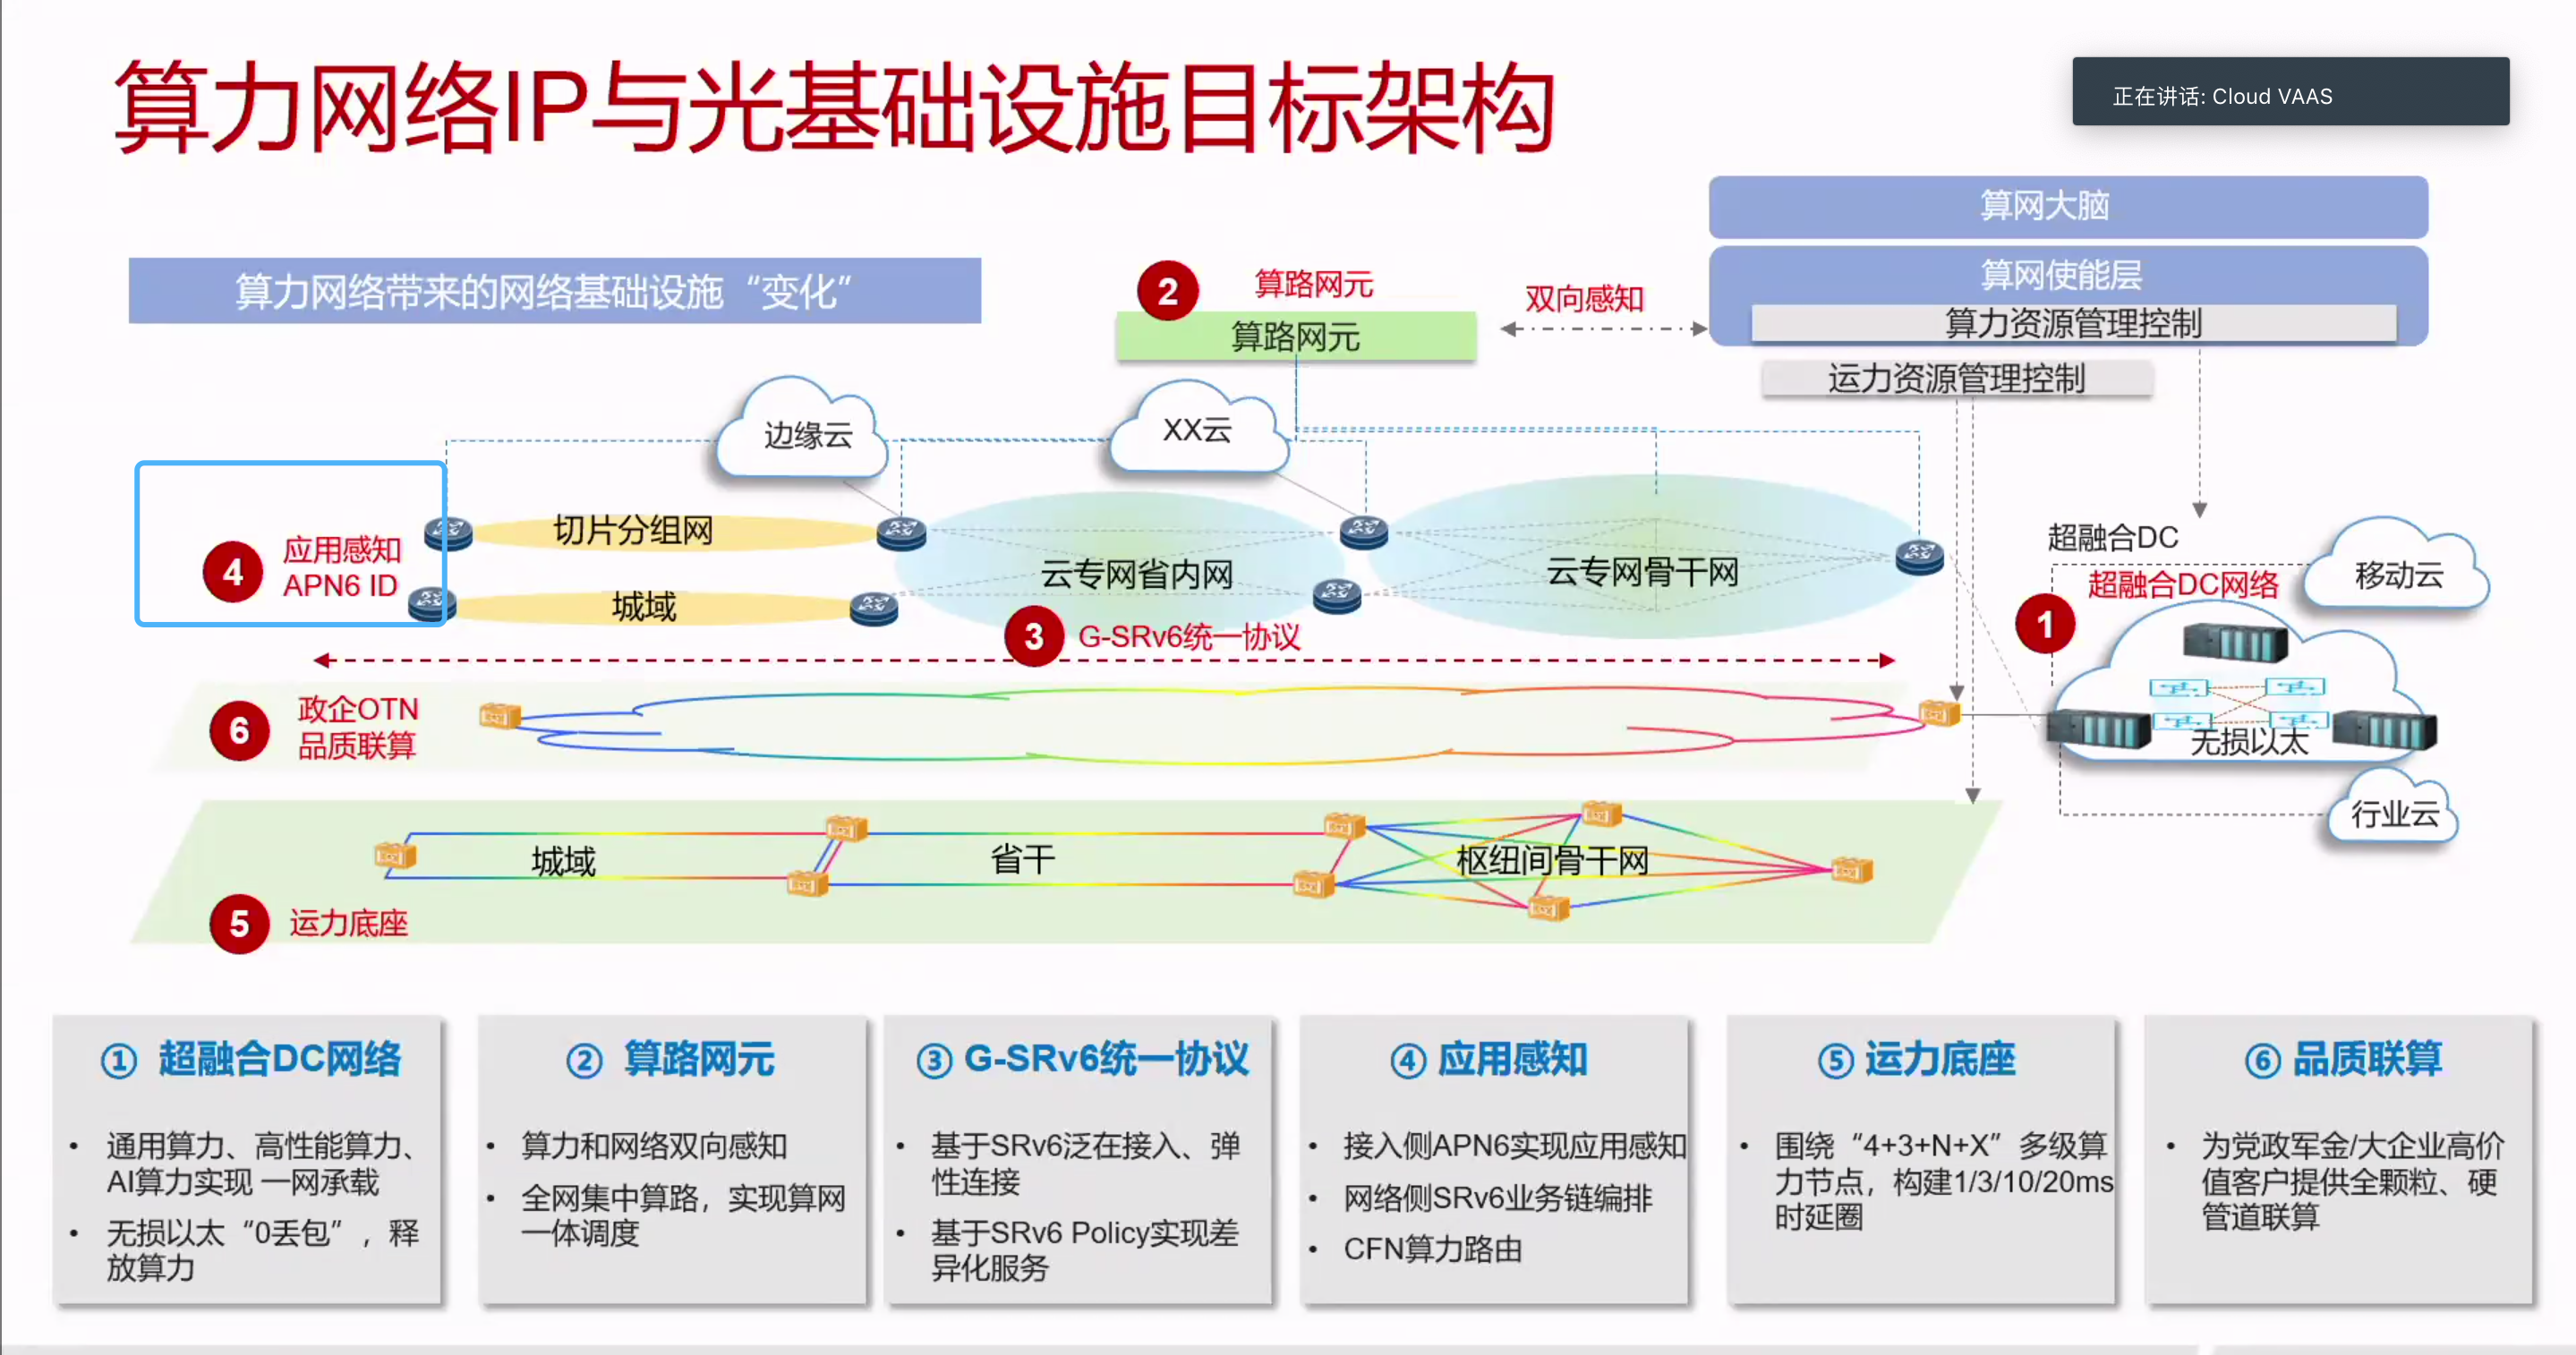 算力网络IP与光基础设施目标架构
正在讲话: Cloud VAAS
算网大脑
算力网络带来的网络基础设施“变化”
2
算路网元
算路网元
双向感知
算网使能层
算力资源管理控制
运力资源管理控制
边缘云
XX云
4
应用感知
APN6 ID
切片分组网
城域
云专网省内网
云专网骨干网
3
G-SRv6统一协议
超融合DC
1
超融合DC网络
移动云
无损以太
行业云
6
政企OTN
品质联算
城域
省干
枢纽间骨干网
5
运力底座
① 超融合DC网络
• 通用算力、高性能算力、
AI算力实现 一网承载
• 无损以太“0丢包”，释
放算力
② 算路网元
• 算力和网络双向感知
• 全网集中算路，实现算网
一体调度
③ G-SRv6统一协议
• 基于SRv6泛在接入、弹
性连接
• 基于SRv6 Policy实现差
异化服务
④ 应用感知
• 接入侧APN6实现应用感知
• 网络侧SRv6业务链编排
• CFN算力路由
⑤ 运力底座
• 围绕“4+3+N+X”多级算
力节点，构建1/3/10/20ms
时延圈
⑥ 品质联算
• 为党政军金/大企业高价
值客户提供全颗粒、硬
管道联算